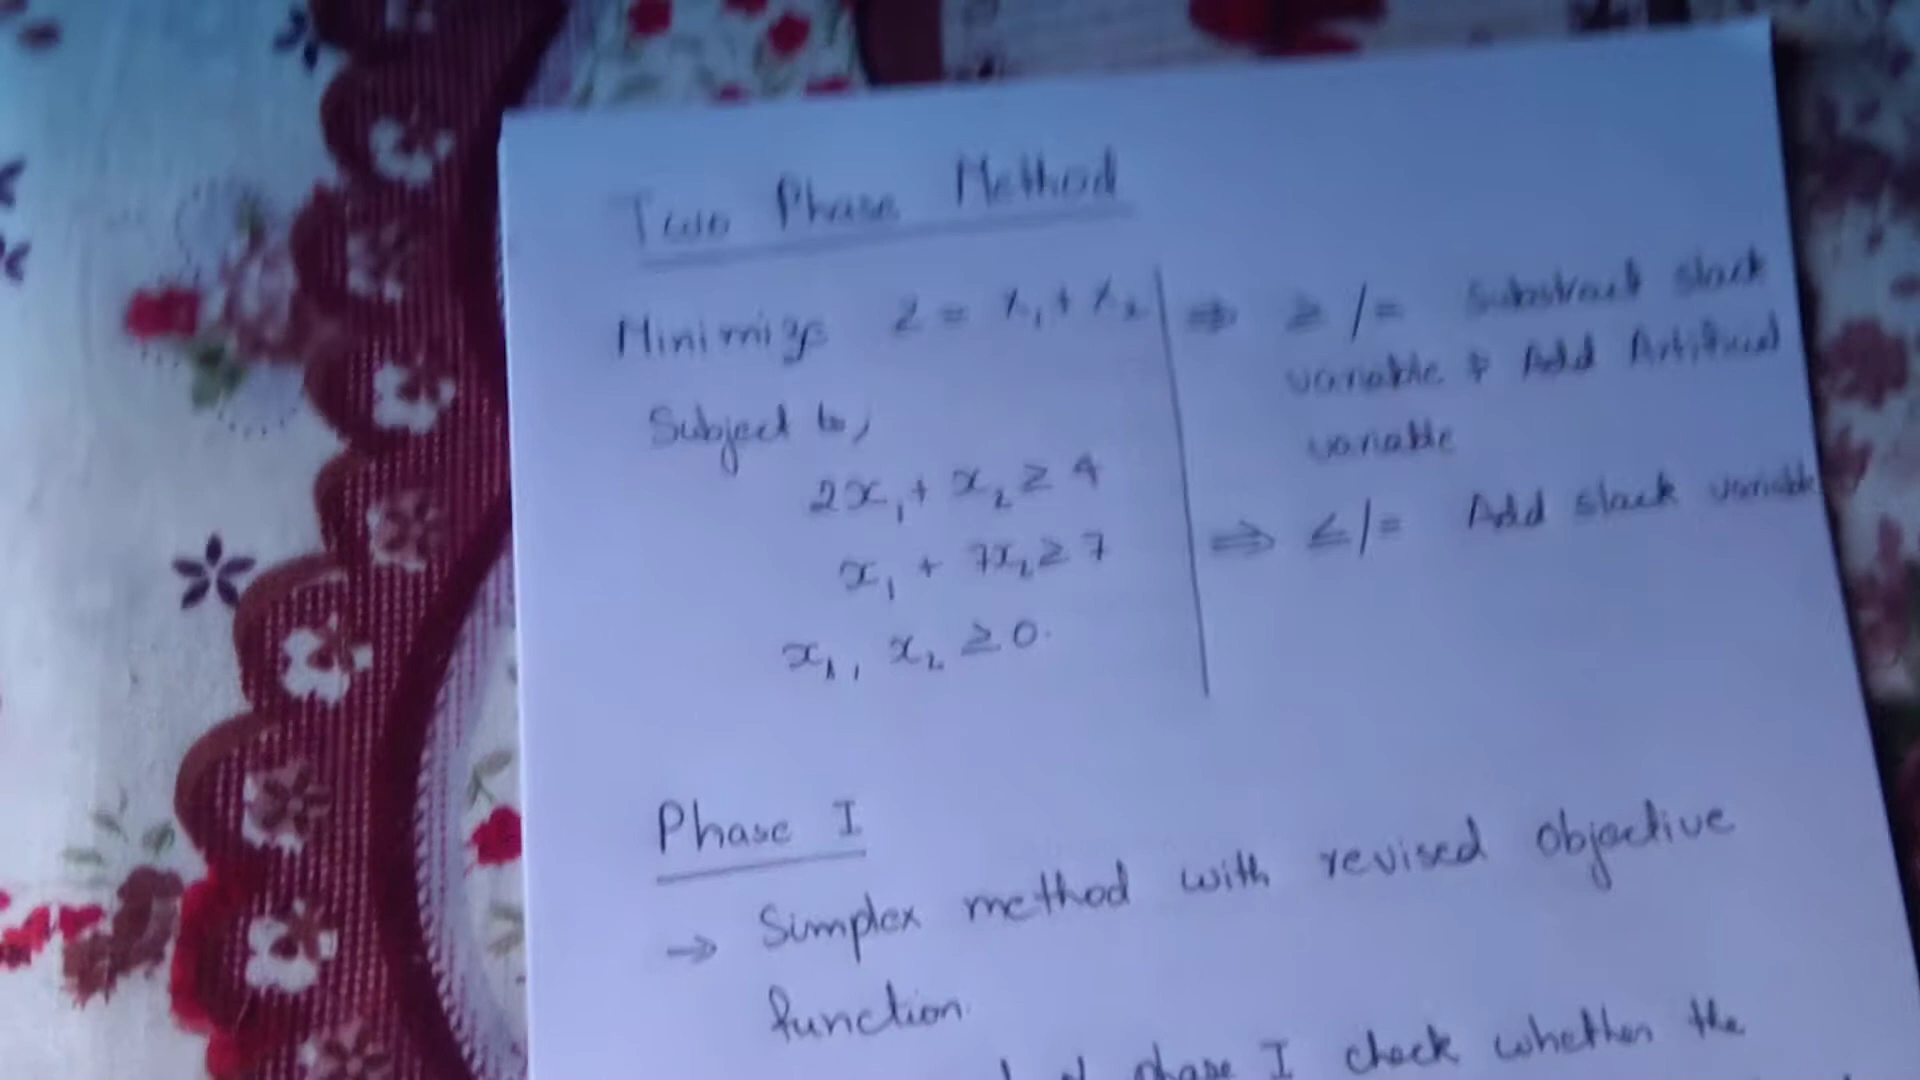 Two Phase Method
Minimize Z = x₁ + x₂
Subject to,
2x₁ + x₂ ≥ 4
x₁ + 7x₂ ≥ 7
x₁, x₂ ≥ 0.
⇒ ≥ /= Substract slack
variable & Add Artificial
variable
⇒ ≤ /= Add slack variable
Phase I
→ Simplex method with revised objective
function.
phase I check whether the